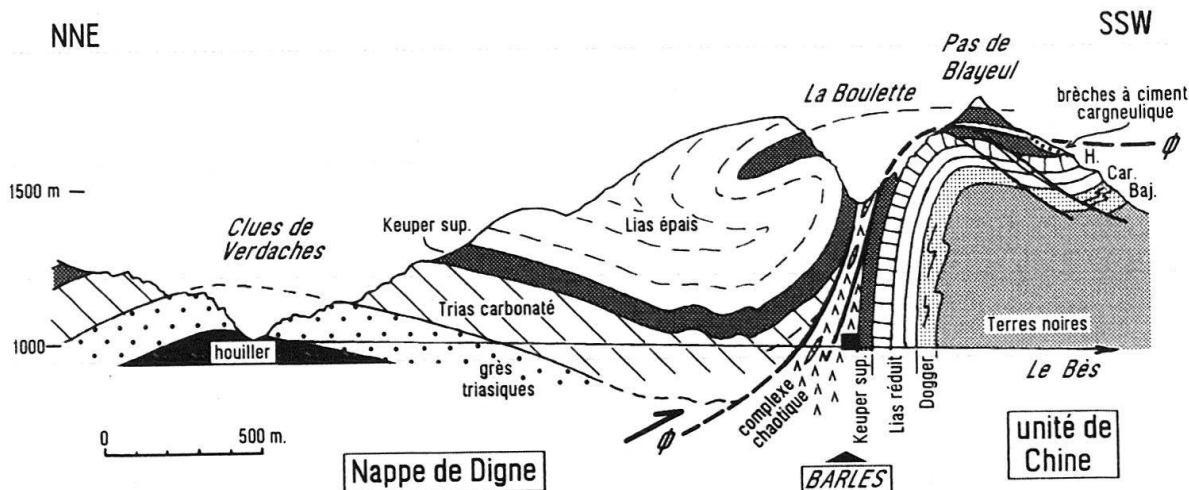 NNE
SSW
Pas de
Blayeul
La Boulette
brèches à ciment
cargneulique
ϕ
H.
Car.
Baj.
1500 m
Clues de
Verdaches
Keuper sup.
Lias épais
Trias carbonaté
Terres noires
1000
houiller
grès
triasiques
Le Bès
complexe
chaotique
Keuper sup.
Lias réduit
Dogger
ϕ
0
500 m.
Nappe de Digne
BARLES
unité de
Chine